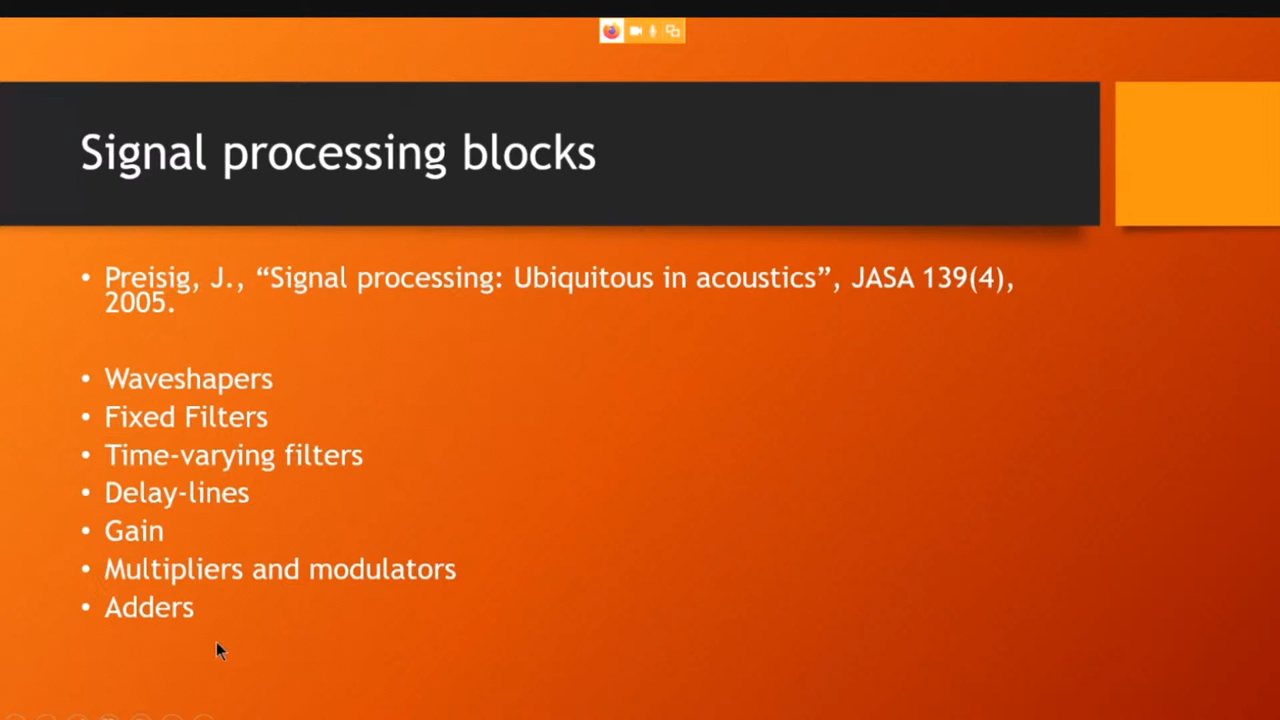 Signal processing blocks
• Preisig, J., “Signal processing: Ubiquitous in acoustics”, JASA 139(4),
2005.
• Waveshapers
• Fixed Filters
• Time-varying filters
• Delay-lines
• Gain
• Multipliers and modulators
• Adders